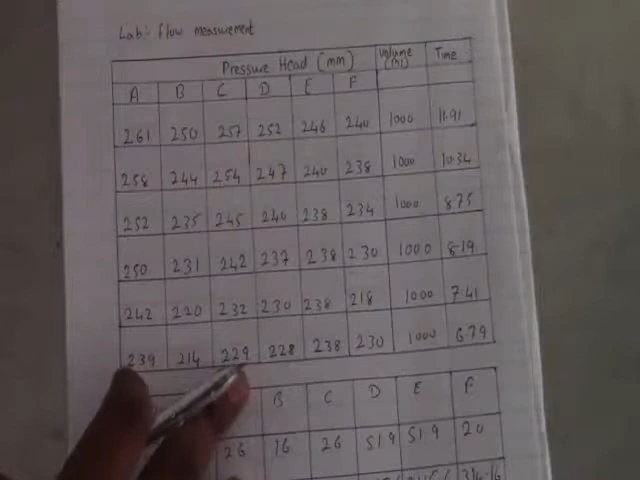 Lab: flow measurement
Pressure Head (mm) Volume (ml) Time
A B C D E F
261 250 257 252 246 240 1000 11.91
258 244 254 247 240 238 1000 10.34
252 235 245 240 238 234 1000 8.75
250 231 242 237 238 230 1000 8.19
242 220 232 230 238 218 1000 7.41
239 214 229 228 238 230 1000 6.79
B C D E F
26 16 26 51.9 51.9 20
314.16